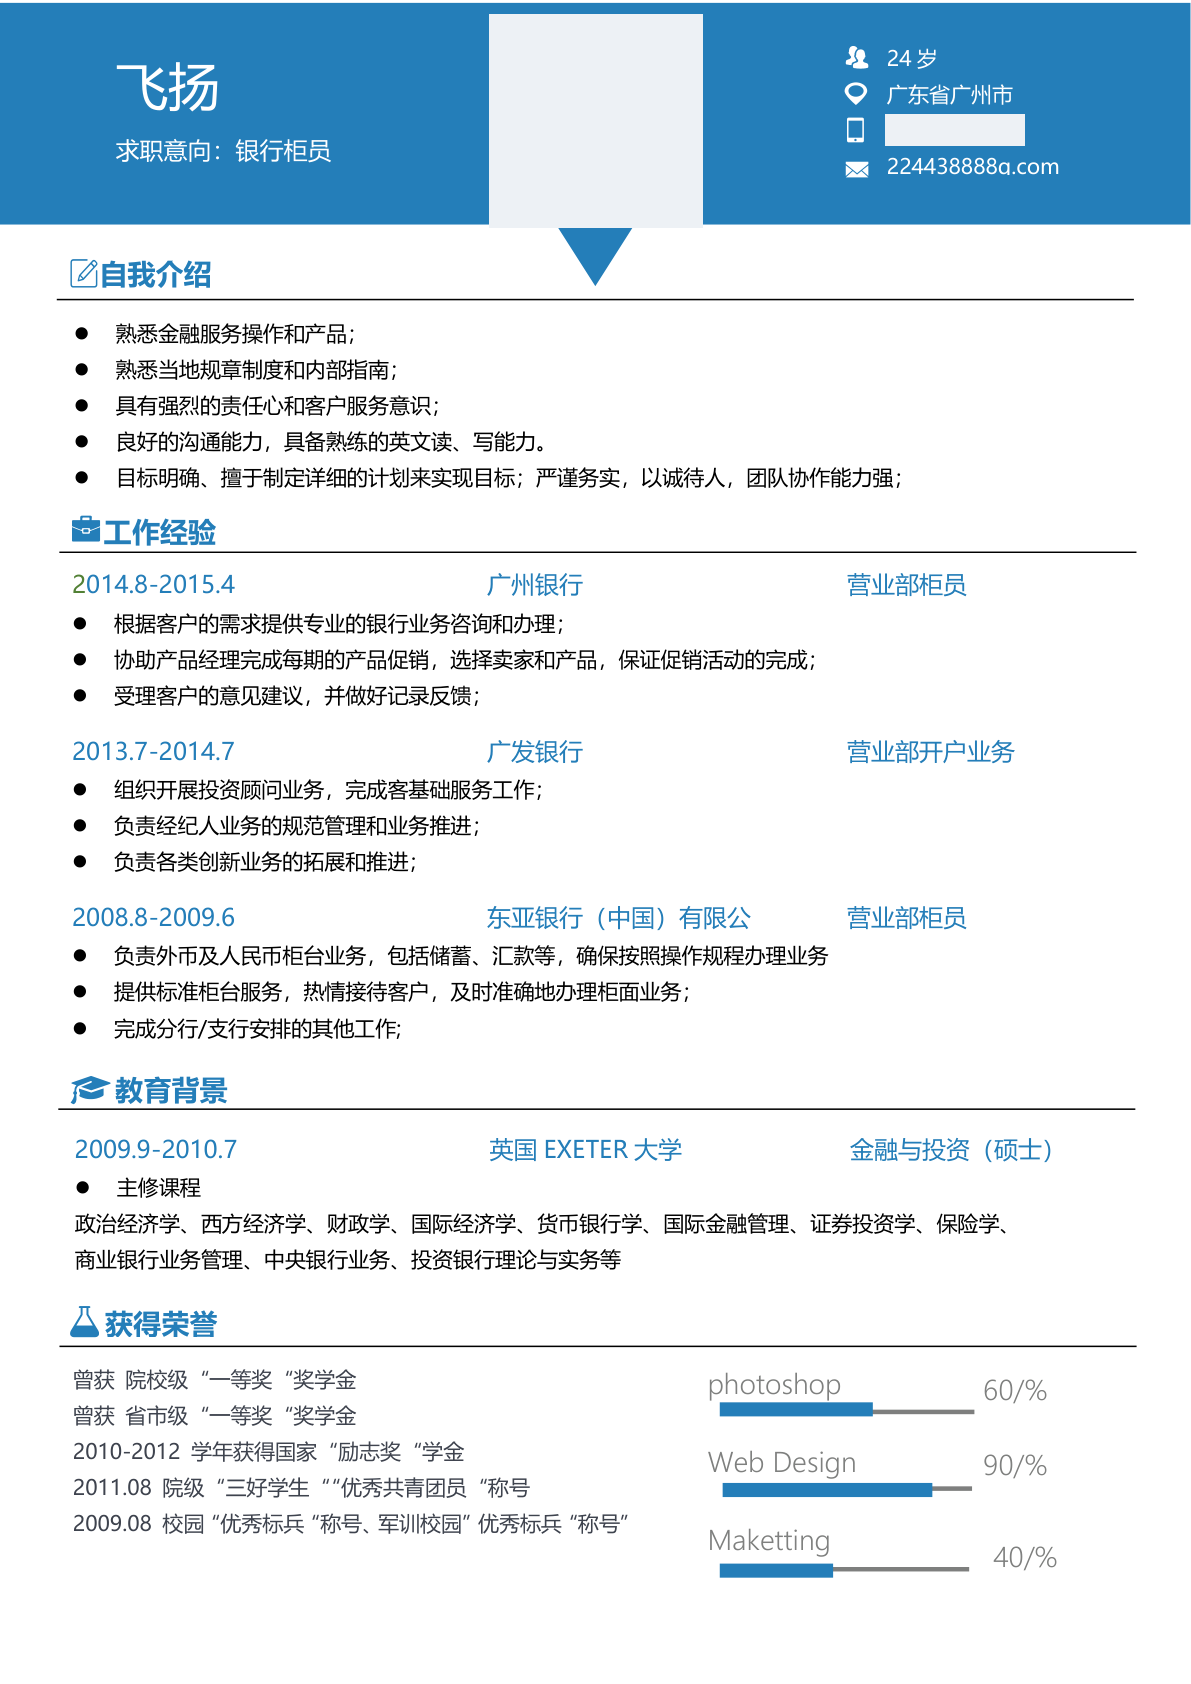 飞扬
求职意向：银行柜员
24 岁
广东省广州市
224438888q.com
自我介绍
● 熟悉金融服务操作和产品；
● 熟悉当地规章制度和内部指南；
● 具有强烈的责任心和客户服务意识；
● 良好的沟通能力，具备熟练的英文读、写能力。
● 目标明确、擅于制定详细的计划来实现目标；严谨务实，以诚待人，团队协作能力强；
工作经验
2014.8-2015.4 广州银行 营业部柜员
● 根据客户的需求提供专业的银行业务咨询和办理；
● 协助产品经理完成每期的产品促销，选择卖家和产品，保证促销活动的完成；
● 受理客户的意见建议，并做好记录反馈；
2013.7-2014.7 广发银行 营业部开户业务
● 组织开展投资顾问业务，完成客基础服务工作；
● 负责经纪人业务的规范管理和业务推进；
● 负责各类创新业务的拓展和推进；
2008.8-2009.6 东亚银行（中国）有限公 营业部柜员
● 负责外币及人民币柜台业务，包括储蓄、汇款等，确保按照操作规程办理业务
● 提供标准柜台服务，热情接待客户，及时准确地办理柜面业务；
● 完成分行/支行安排的其他工作;
教育背景
2009.9-2010.7 英国 EXETER 大学 金融与投资（硕士）
● 主修课程
政治经济学、西方经济学、财政学、国际经济学、货币银行学、国际金融管理、证券投资学、保险学、
商业银行业务管理、中央银行业务、投资银行理论与实务等
获得荣誉
曾获 院校级“一等奖“奖学金
曾获 省市级“一等奖“奖学金
2010-2012 学年获得国家“励志奖“学金
2011.08 院级“三好学生““优秀共青团员“称号
2009.08 校园“优秀标兵“称号、军训校园”优秀标兵“称号”
photoshop 60/%
Web Design 90/%
Maketting 40/%